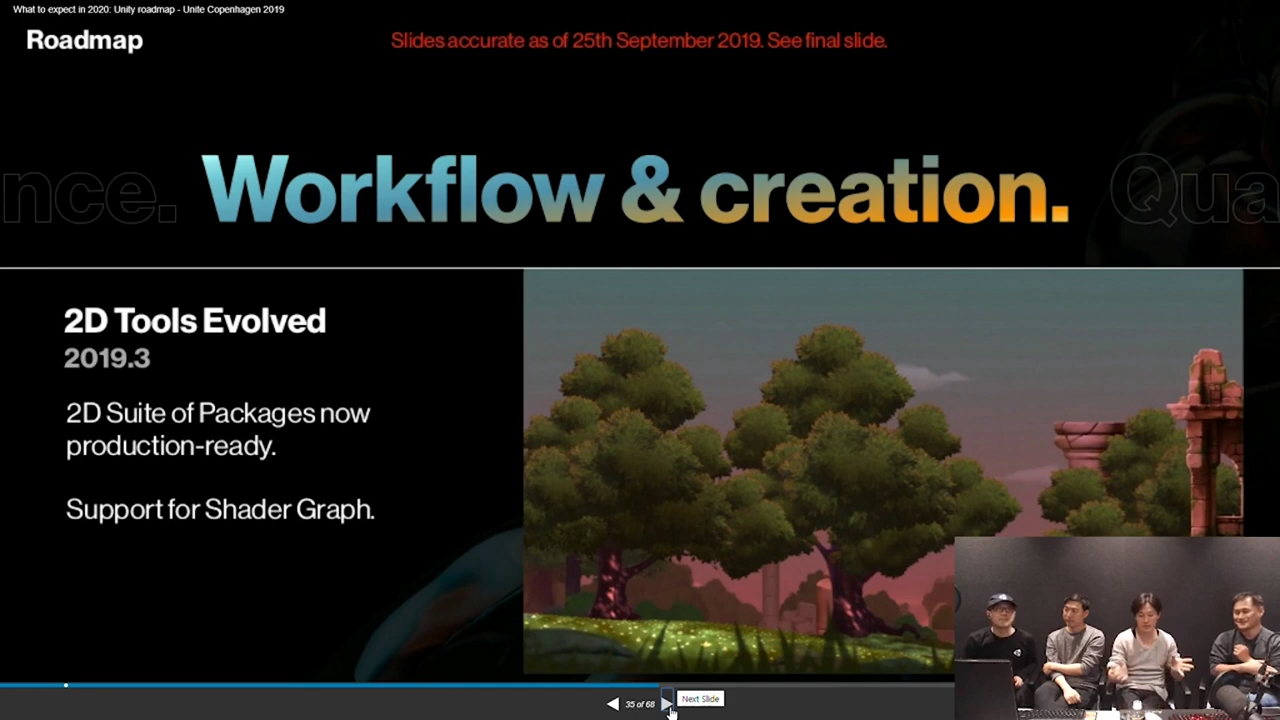 What to expect in 2020: Unity roadmap - Unite Copenhagen 2019
Roadmap
Slides accurate as of 25th September 2019. See final slide.
nce.
Workflow & creation.
Qua
2D Tools Evolved
2019.3
2D Suite of Packages now
production-ready.
Support for Shader Graph.
35 of 68
Next Slide